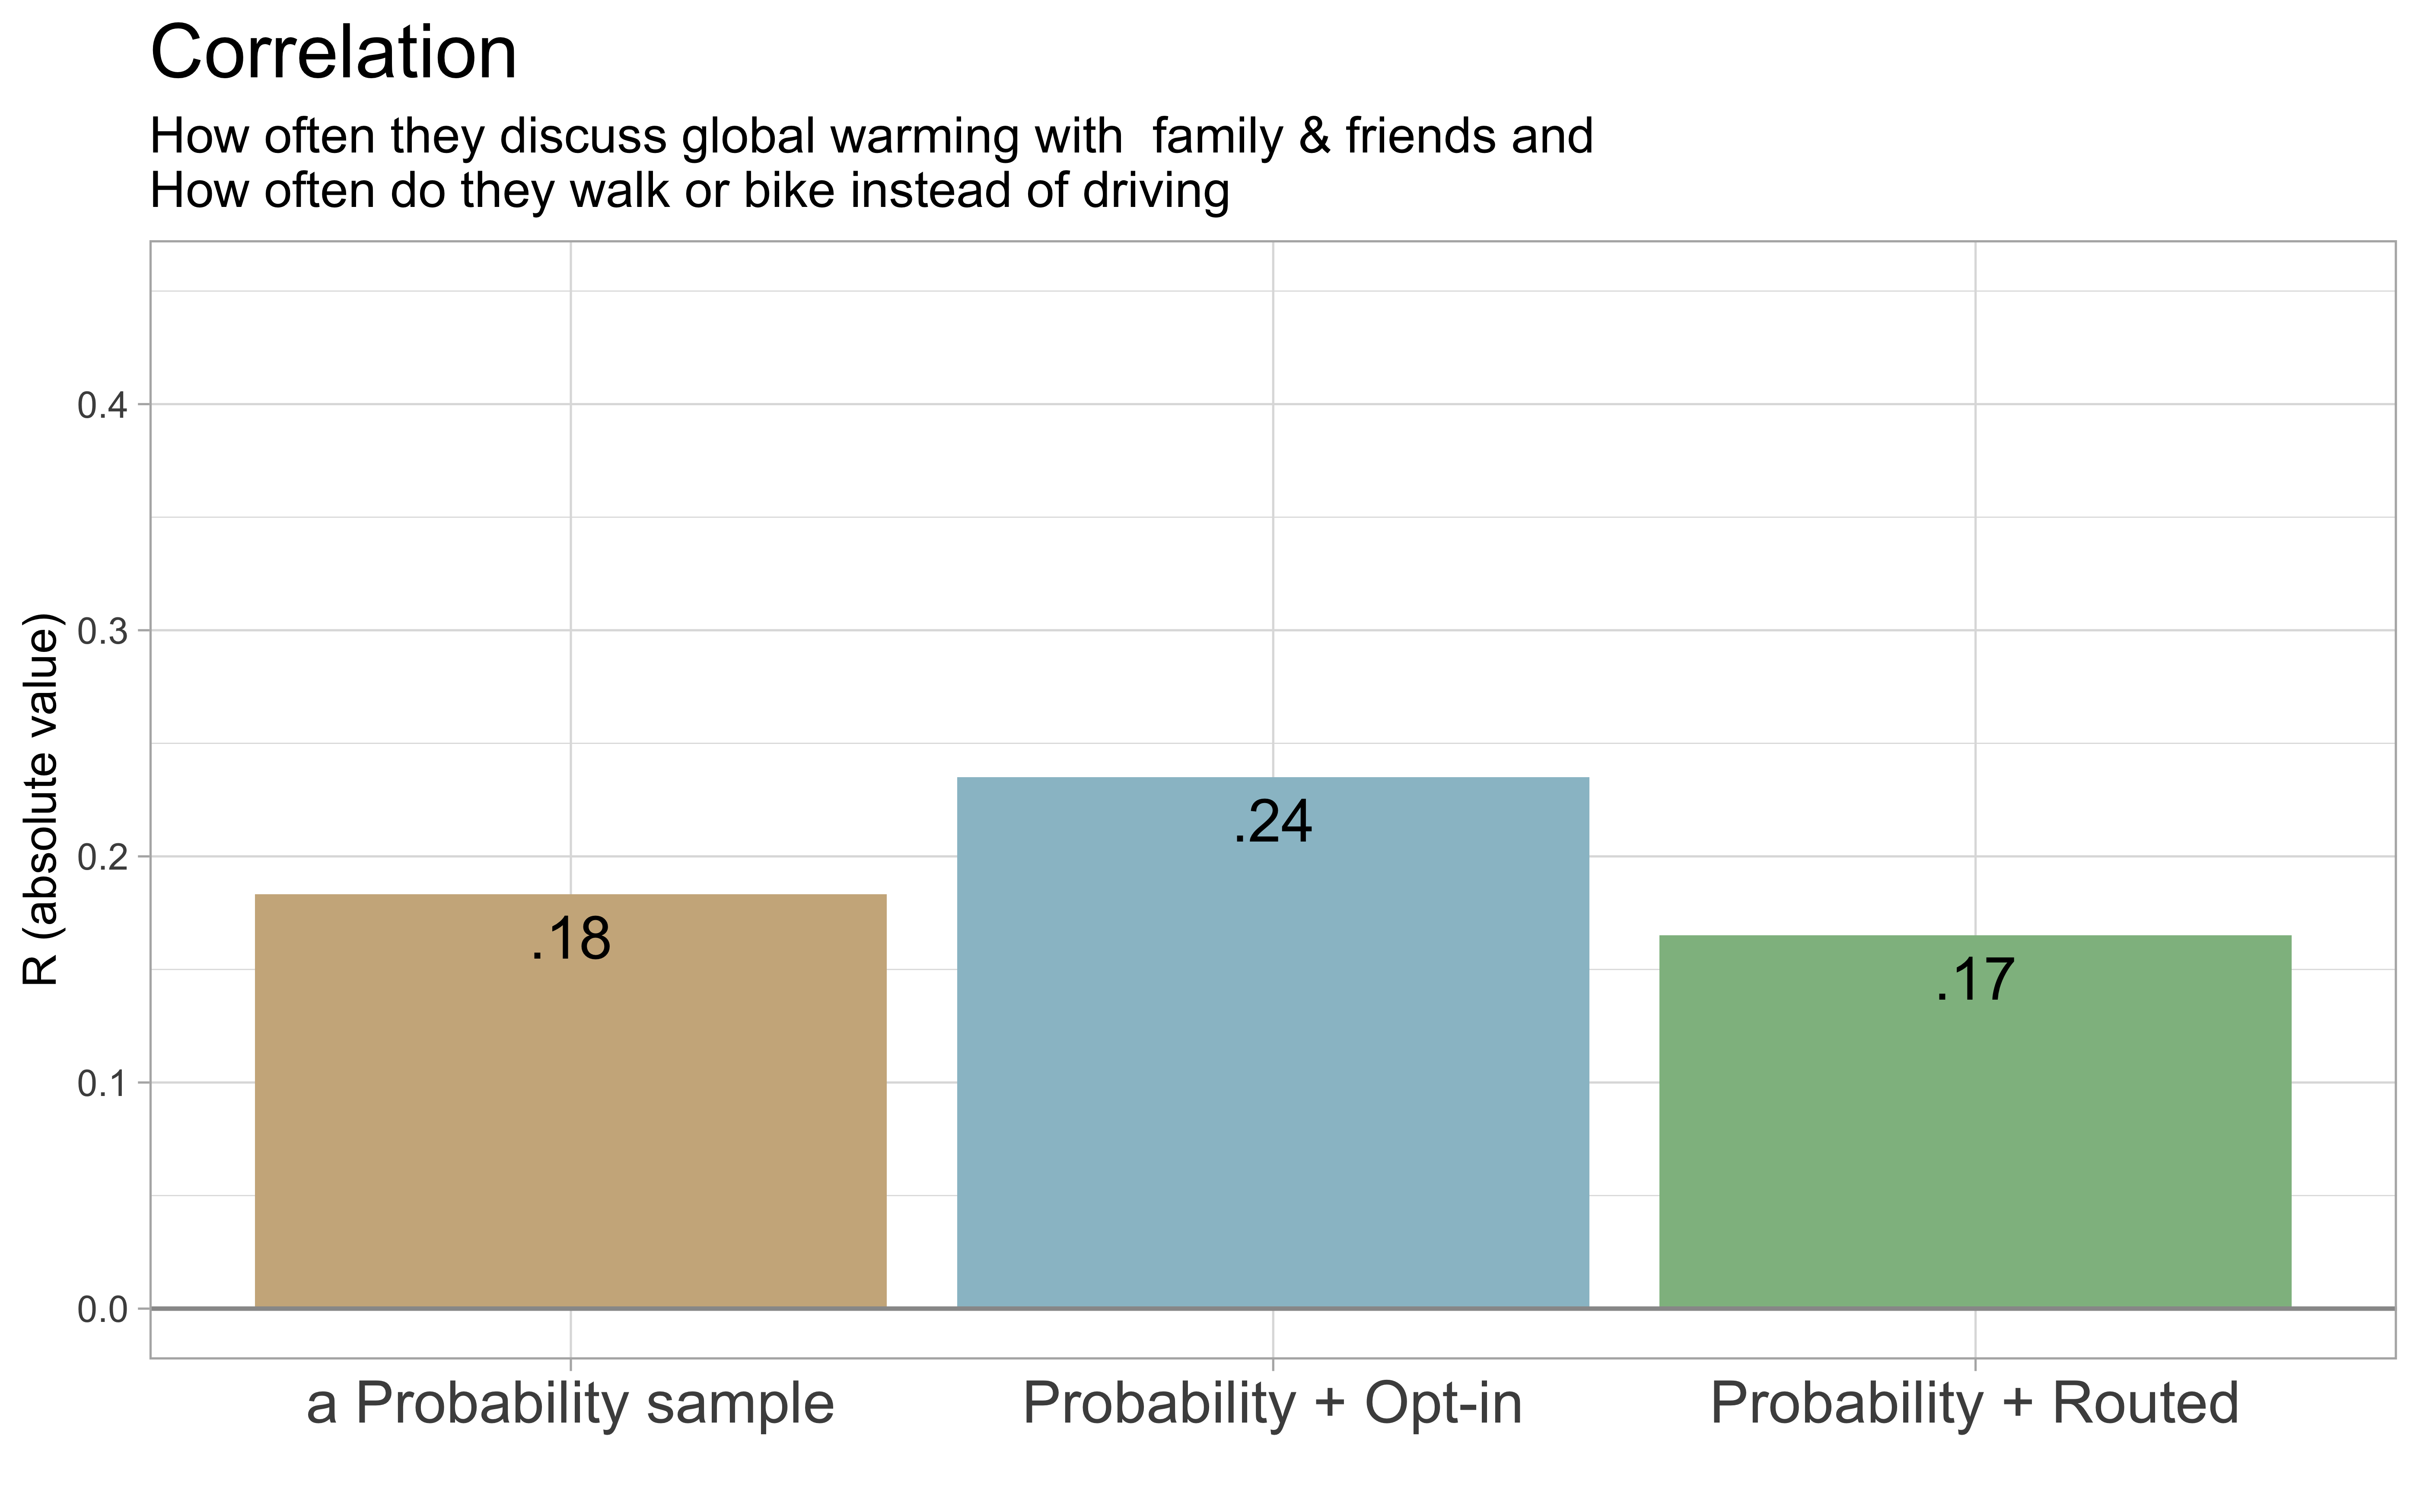 Correlation
How often they discuss global warming with  family & friends and
How often do they walk or bike instead of driving
R (absolute value)
0.4
0.3
0.2
0.1
0.0
.18
.24
.17
a Probability sample
Probability + Opt-in
Probability + Routed